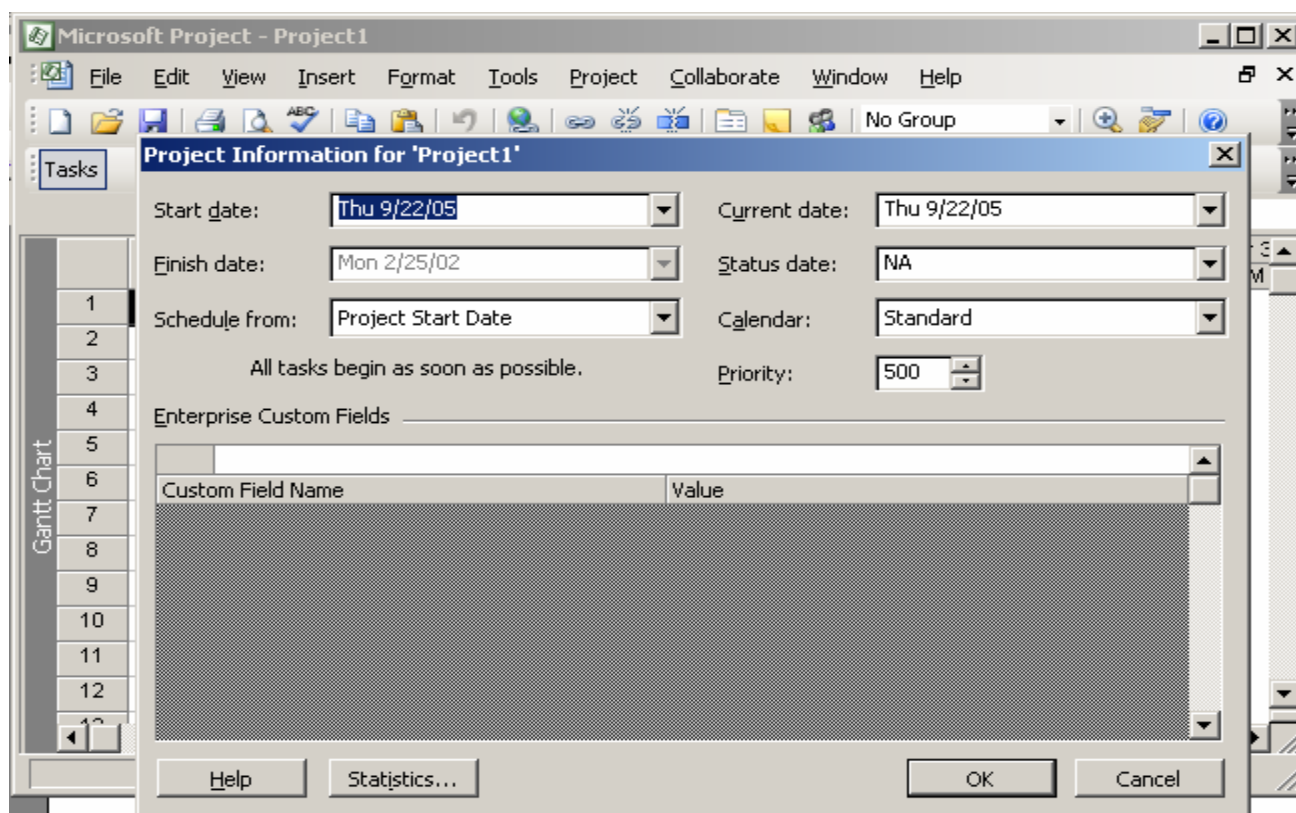 Microsoft Project - Project1
File Edit View Insert Format Tools Project Collaborate Window Help
ABC No Group
Tasks
Project Information for 'Project1'
Start date: Thu 9/22/05 Current date: Thu 9/22/05
Finish date: Mon 2/25/02 Status date: NA
Schedule from: Project Start Date Calendar: Standard
All tasks begin as soon as possible. Priority: 500
Enterprise Custom Fields
Custom Field Name Value
Gantt Chart
1
2
3
4
5
6
7
8
9
10
11
12
Help Statistics... OK Cancel